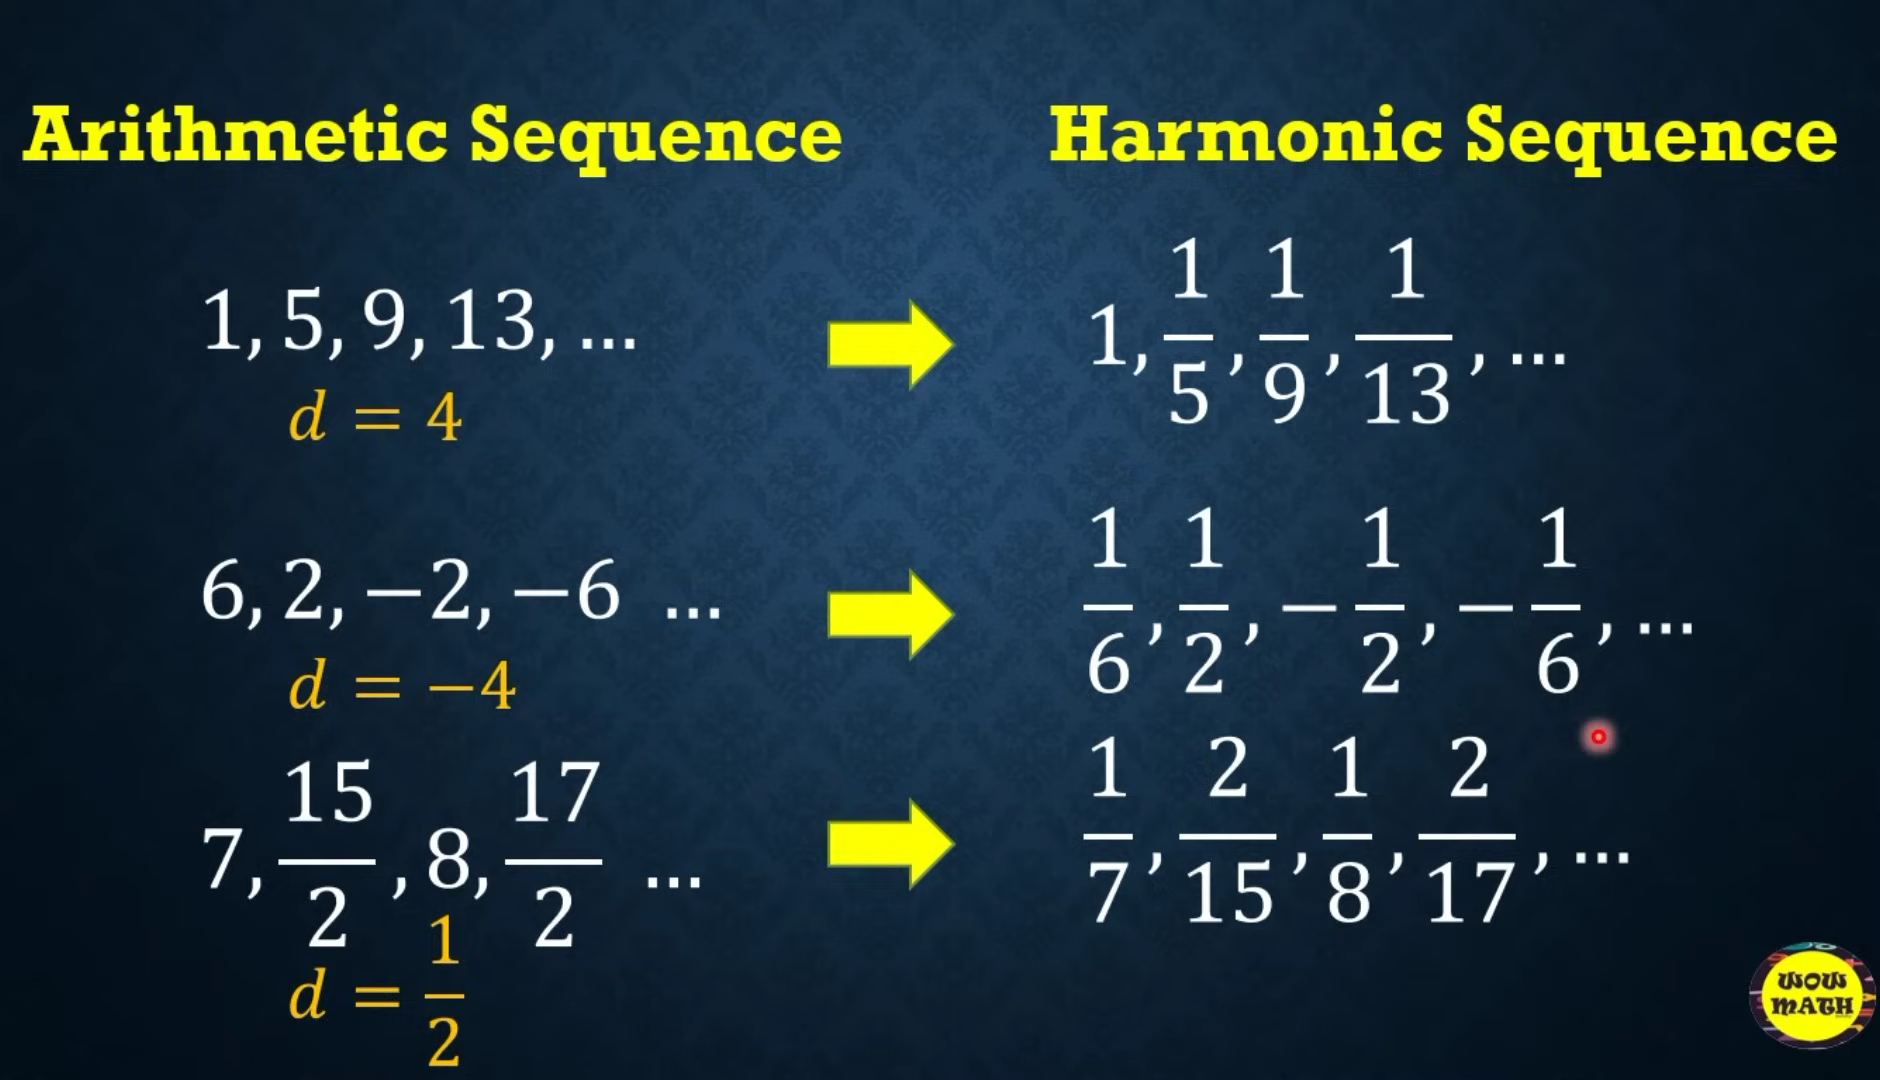 Arithmetic Sequence
Harmonic Sequence
1, 5, 9, 13, ...
d = 4
1, 1/5, 1/9, 1/13, ...
6, 2, −2, −6 ...
d = −4
1/6, 1/2, −1/2, −1/6, ...
7, 15/2, 8, 17/2 ...
d = 1/2
1/7, 2/15, 1/8, 2/17, ...
WOW
MATH